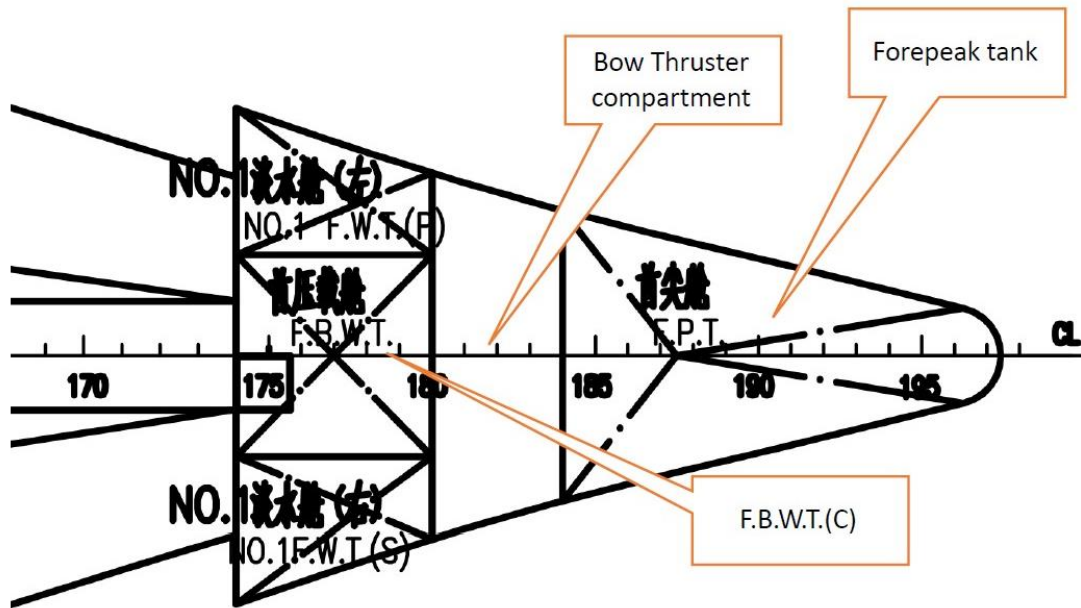 Bow Thruster
compartment
Forepeak tank
NO.1淡水舱(左)
NO.1 F.W.T.(P)
首压载舱
F.B.W.T.
首尖舱
F.P.T.
CL
170
175
180
185
190
195
NO.1淡水舱(右)
NO.1F.W.T(S)
F.B.W.T.(C)